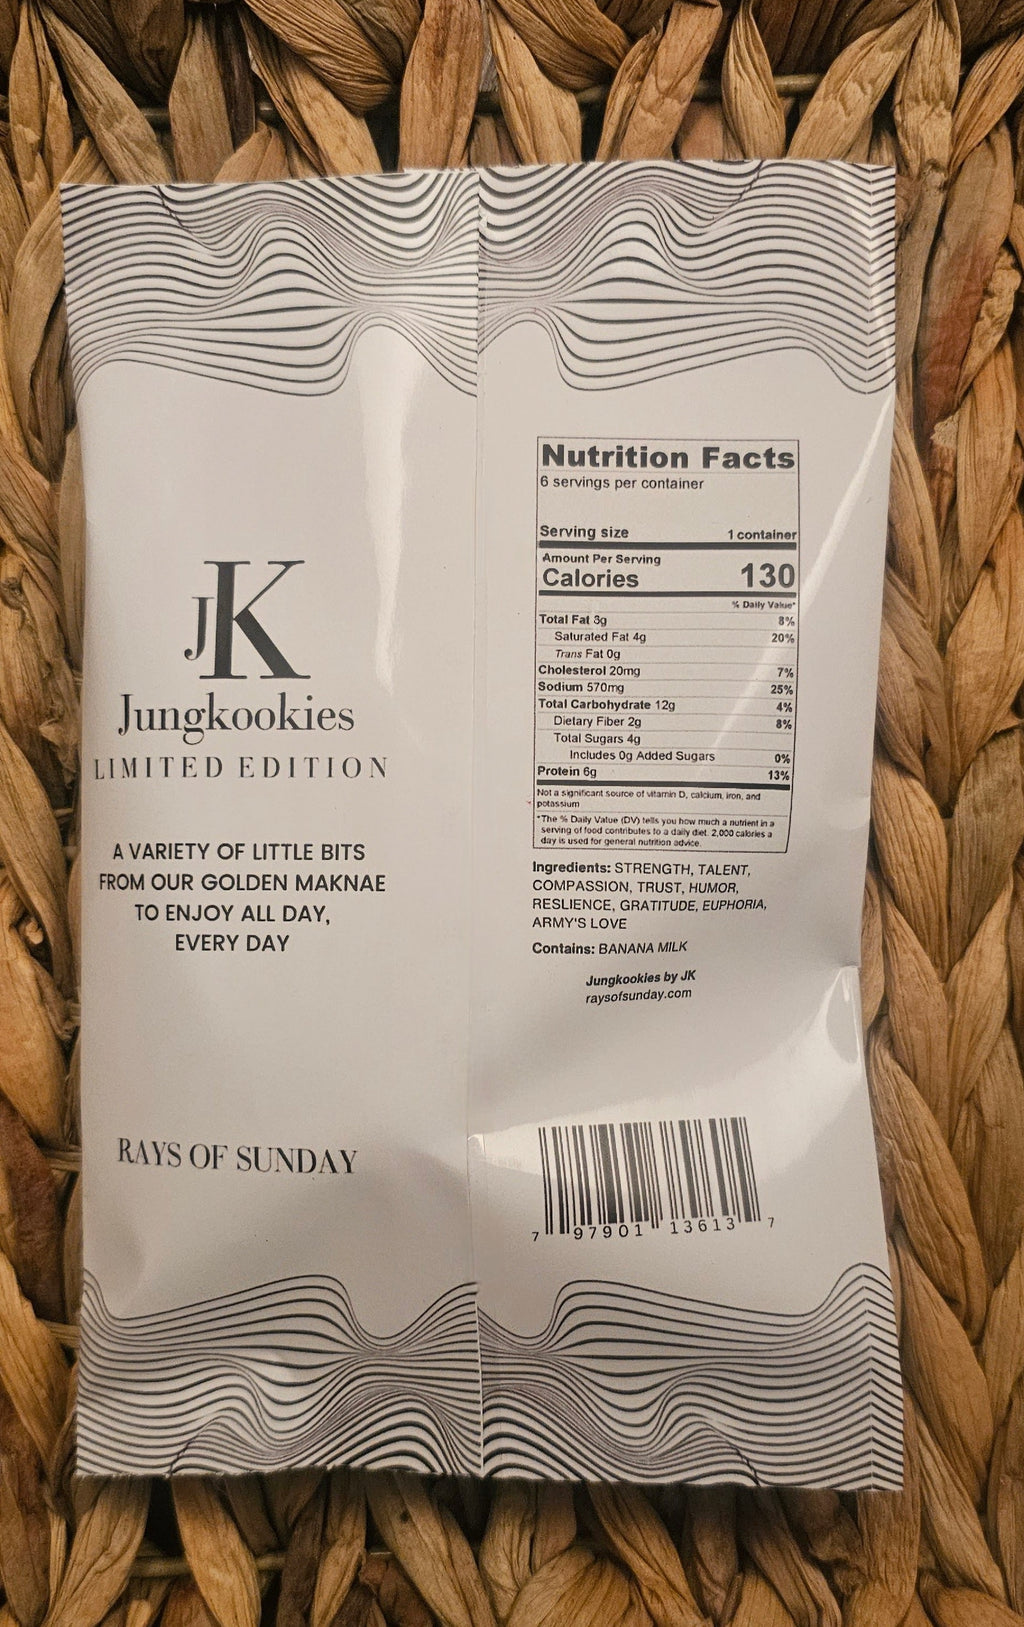 JK
Jungkookies
LIMITED EDITION
A VARIETY OF LITTLE BITS
FROM OUR GOLDEN MAKNAE
TO ENJOY ALL DAY,
EVERY DAY
RAYS OF SUNDAY
Nutrition Facts
6 servings per container
Serving size 1 container
Amount Per Serving
Calories 130
% Daily Value*
Total Fat 3g 8%
Saturated Fat 4g 20%
Trans Fat 0g
Cholesterol 20mg 7%
Sodium 570mg 25%
Total Carbohydrate 12g 4%
Dietary Fiber 2g 8%
Total Sugars 4g
Includes 0g Added Sugars 0%
Protein 6g 13%
Not a significant source of vitamin D, calcium, iron, and
potassium
*The % Daily Value (DV) tells you how much a nutrient in a
serving of food contributes to a daily diet. 2,000 calories a
day is used for general nutrition advice.
Ingredients: STRENGTH, TALENT,
COMPASSION, TRUST, HUMOR,
RESLIENCE, GRATITUDE, EUPHORIA,
ARMY'S LOVE
Contains: BANANA MILK
Jungkookies by JK
raysofsunday.com
7 97901 13613 7